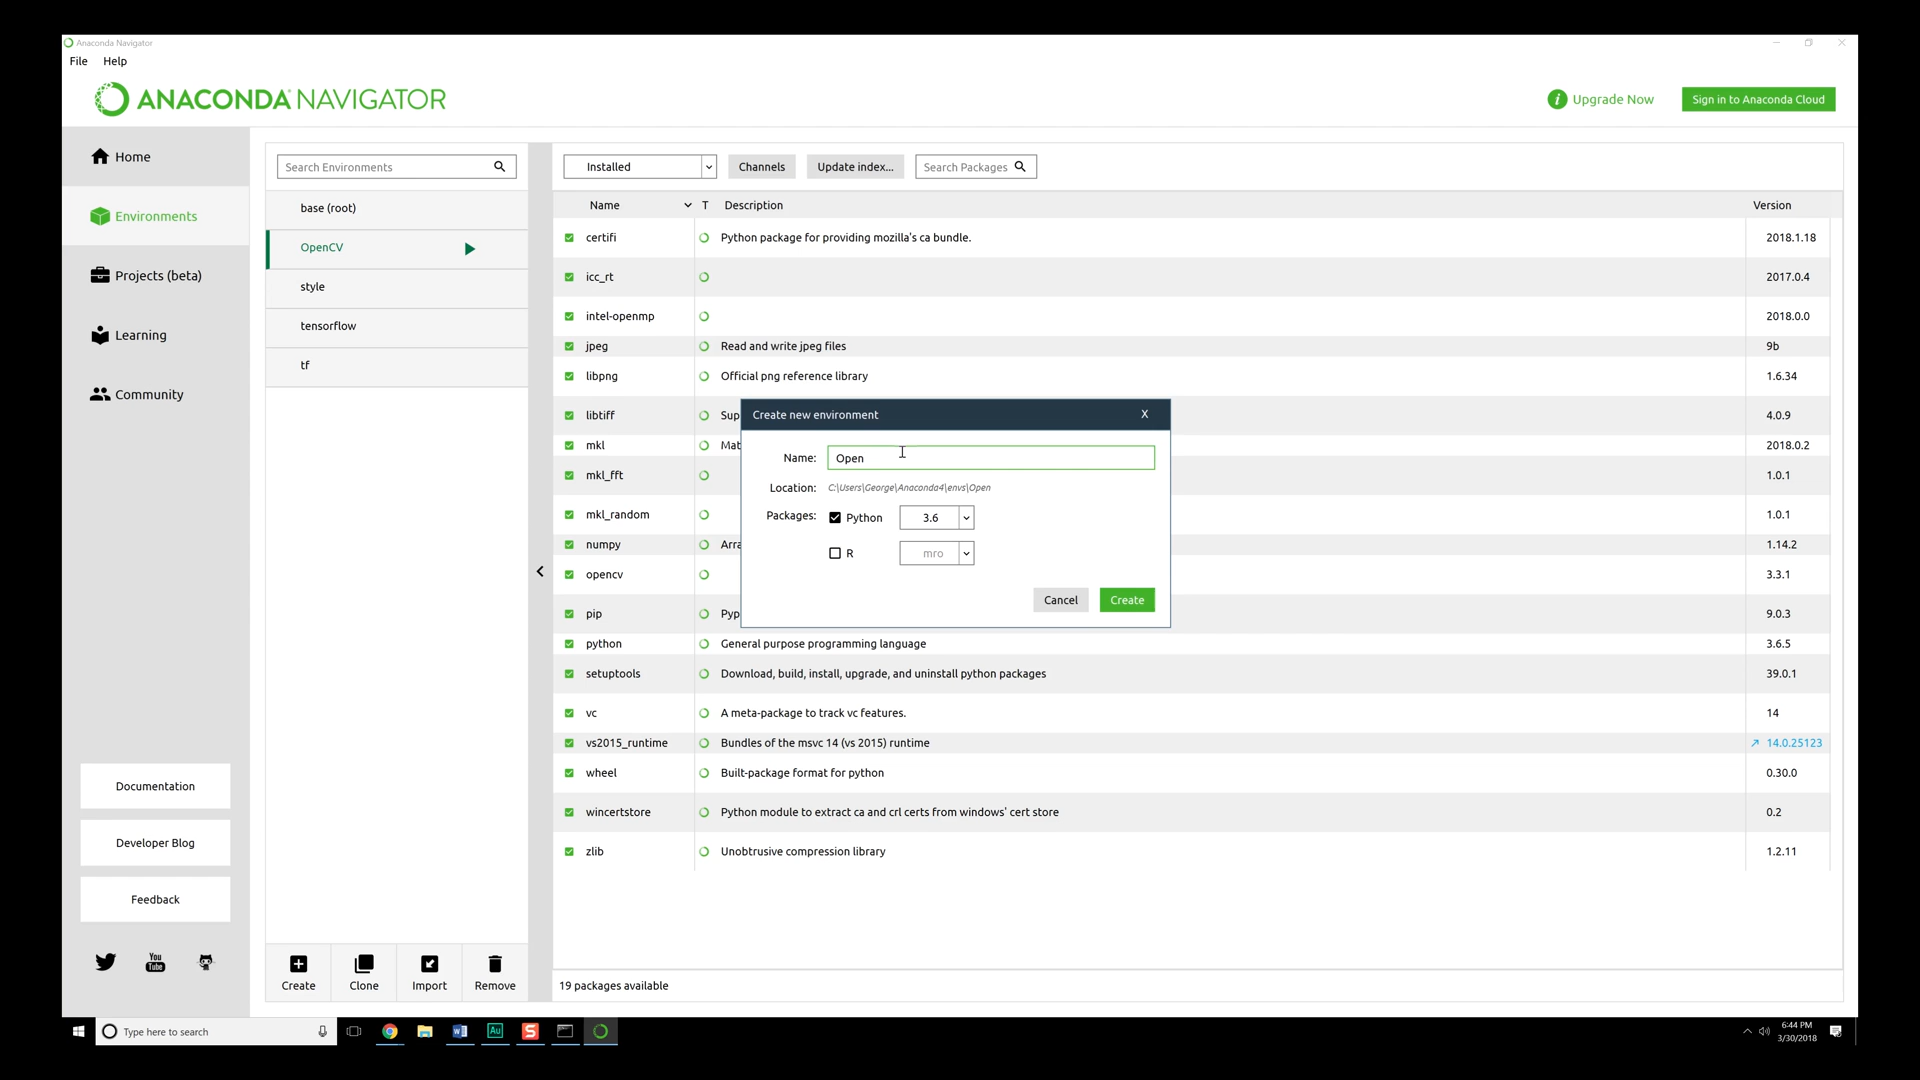 Anaconda Navigator
File Help
ANACONDA NAVIGATOR
Upgrade Now
Sign in to Anaconda Cloud
Home
Environments
Projects (beta)
Learning
Community
Documentation
Developer Blog
Feedback
Search Environments
base (root)
OpenCV
style
tensorflow
tf
Create Clone Import Remove
Installed Channels Update index... Search Packages
Name T Description Version
certifi Python package for providing mozilla's ca bundle. 2018.1.18
icc_rt 2017.0.4
intel-openmp 2018.0.0
jpeg Read and write jpeg files 9b
libpng Official png reference library 1.6.34
libtiff Sup 4.0.9
mkl Mat 2018.0.2
mkl_fft 1.0.1
mkl_random 1.0.1
numpy Arra 1.14.2
opencv 3.3.1
pip Pyp 9.0.3
python General purpose programming language 3.6.5
setuptools Download, build, install, upgrade, and uninstall python packages 39.0.1
vc A meta-package to track vc features. 14
vs2015_runtime Bundles of the msvc 14 (vs 2015) runtime 14.0.25123
wheel Built-package format for python 0.30.0
wincertstore Python module to extract ca and crl certs from windows' cert store 0.2
zlib Unobtrusive compression library 1.2.11
19 packages available
Create new environment X
Name: Open
Location: C:\Users\George\Anaconda4\envs\Open
Packages: Python 3.6
R mro
Cancel Create
You
Tube
Type here to search
Au
S
6:44 PM
3/30/2018